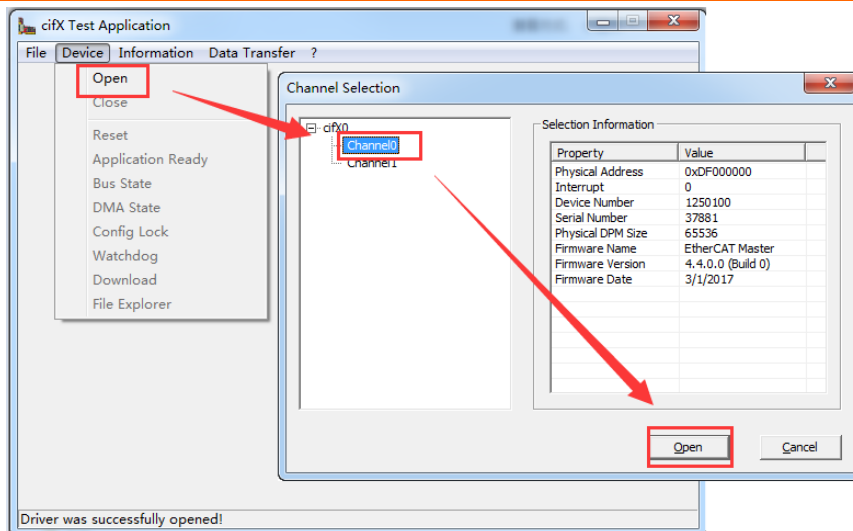 cifX Test Application
File Device Information Data Transfer ?
Open
Close
Reset
Application Ready
Bus State
DMA State
Config Lock
Watchdog
Download
File Explorer
Channel Selection
cifX0
Channel0
Channel1
Selection Information
Property Value
Physical Address 0xDF000000
Interrupt 0
Device Number 1250100
Serial Number 37881
Physical DPM Size 65536
Firmware Name EtherCAT Master
Firmware Version 4.4.0.0 (Build 0)
Firmware Date 3/1/2017
Open Cancel
Driver was successfully opened!